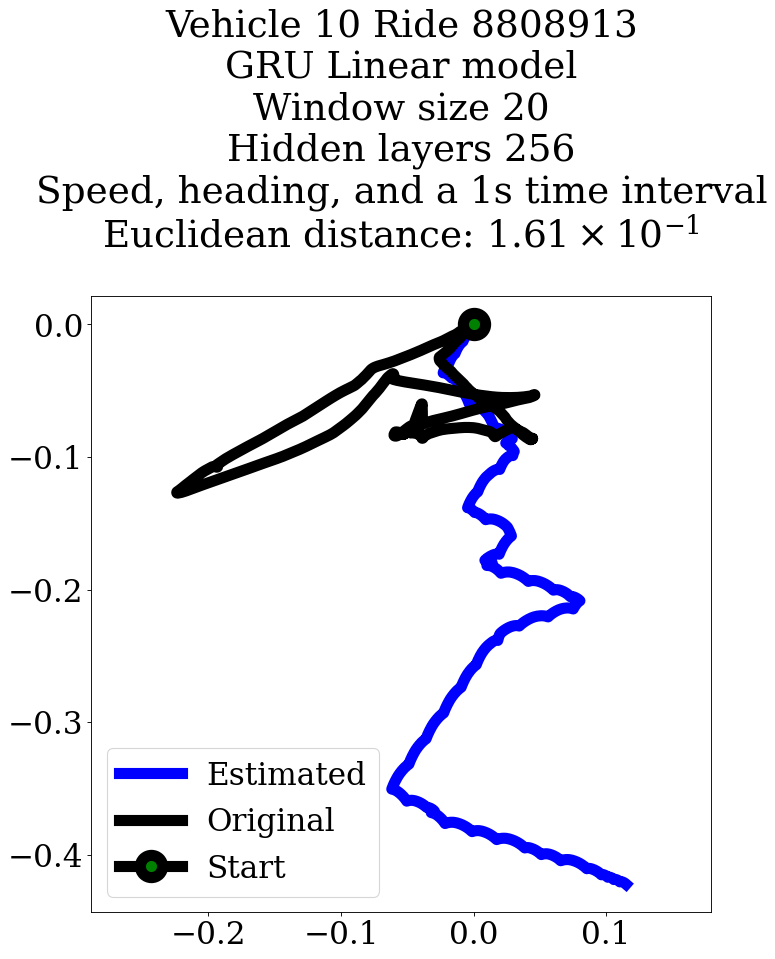 Vehicle 10 Ride 8808913
GRU Linear model
Window size 20
Hidden layers 256
Speed, heading, and a 1s time interval
Euclidean distance: 1.61 × 10⁻¹
0.0
−0.1
−0.2
−0.3
−0.4
Estimated
Original
Start
−0.2 −0.1 0.0 0.1